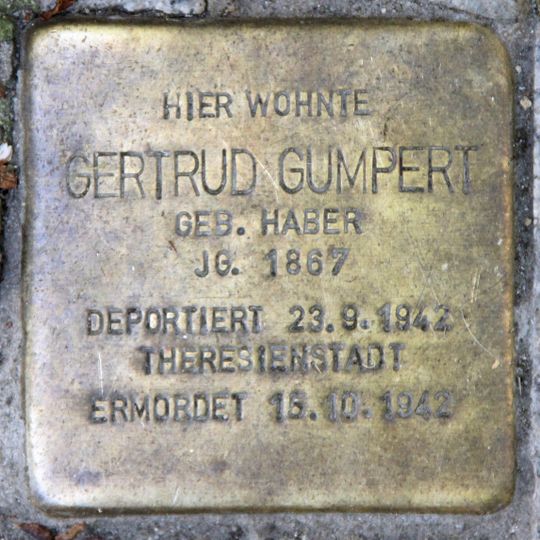 HIER WOHNTE
GERTRUD GUMPERT
GEB. HABER
JG. 1867
DEPORTIERT 23.9.1942
THERESIENSTADT
ERMORDET 15.10.1942